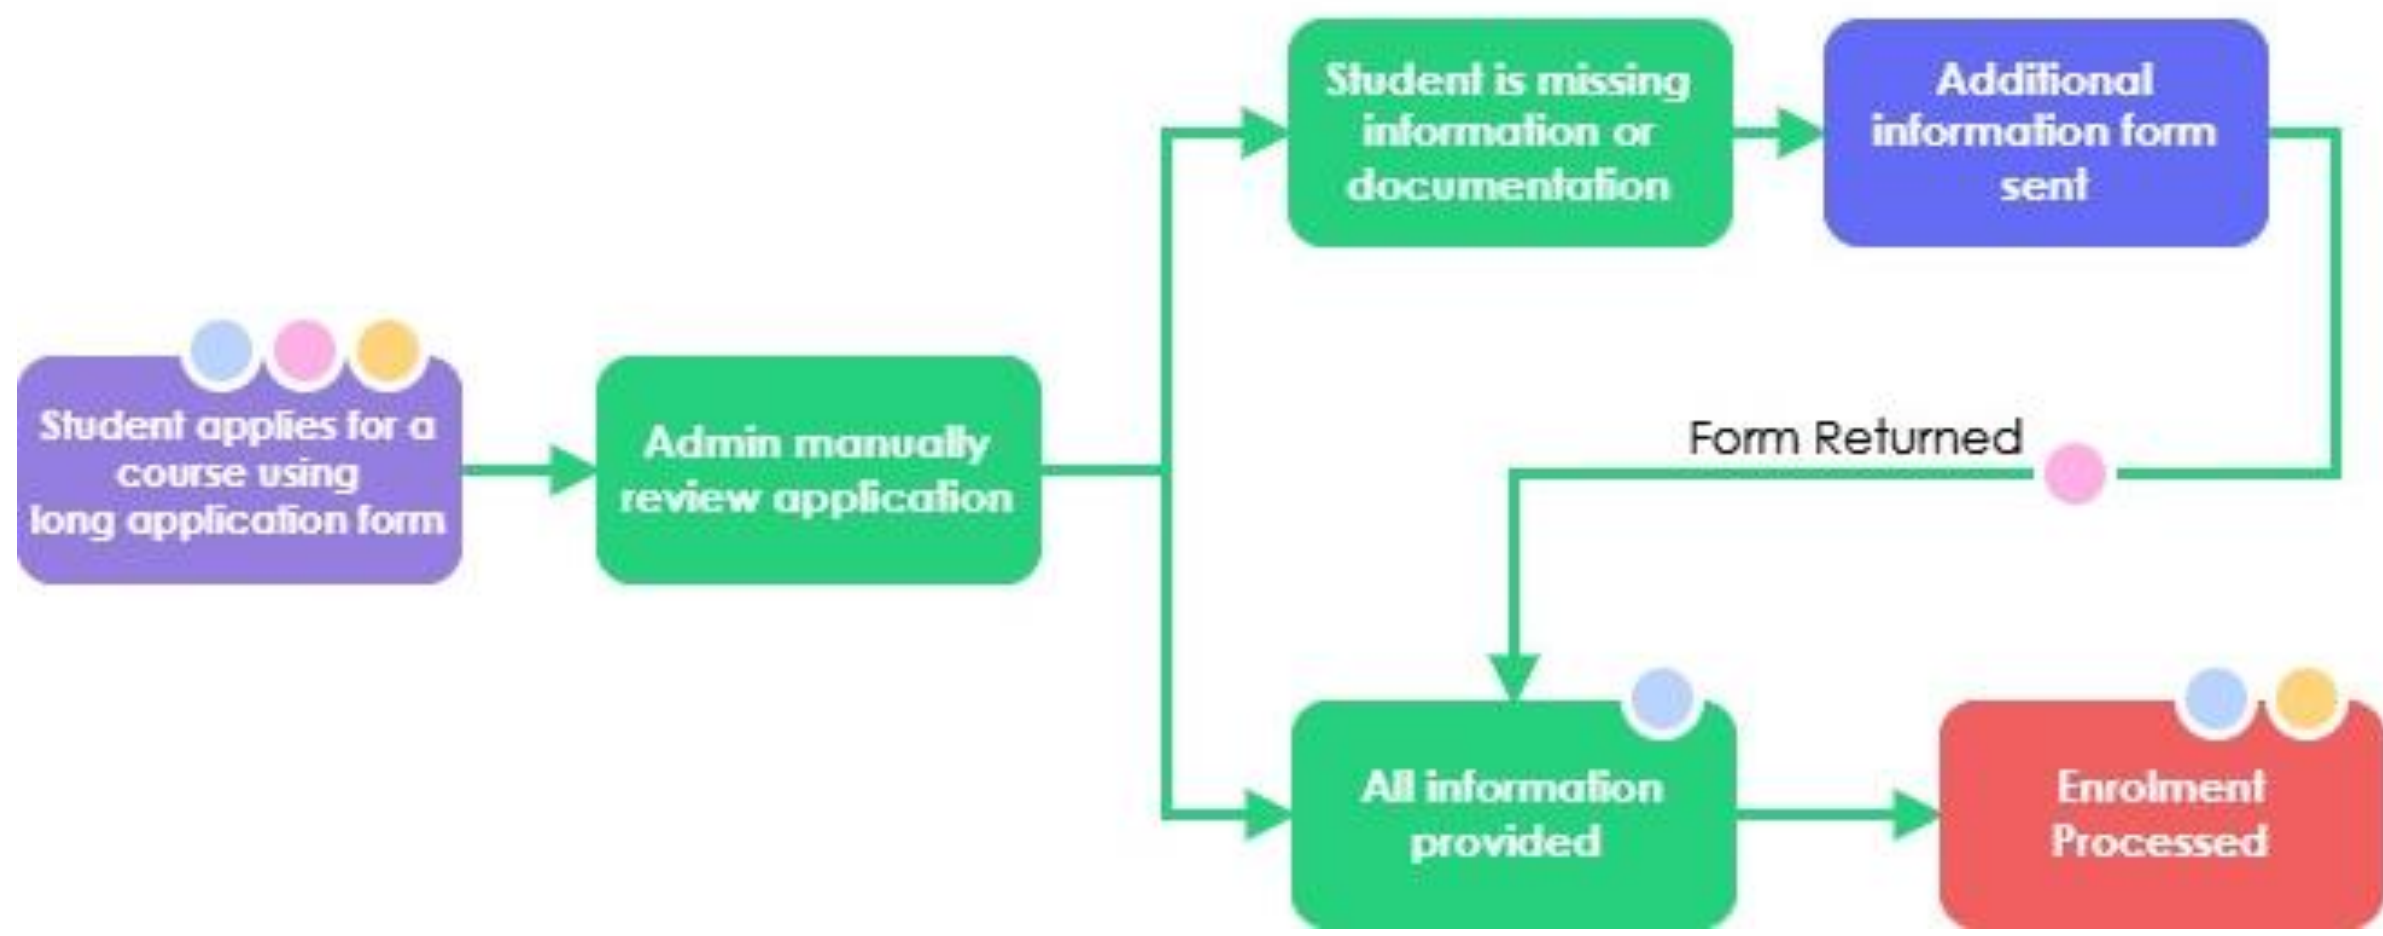 Student is missing
information or
documentation
Additional
information form
sent
Student applies for a
course using
long application form
Admin manually
review application
Form Returned
All information
provided
Enrolment
Processed